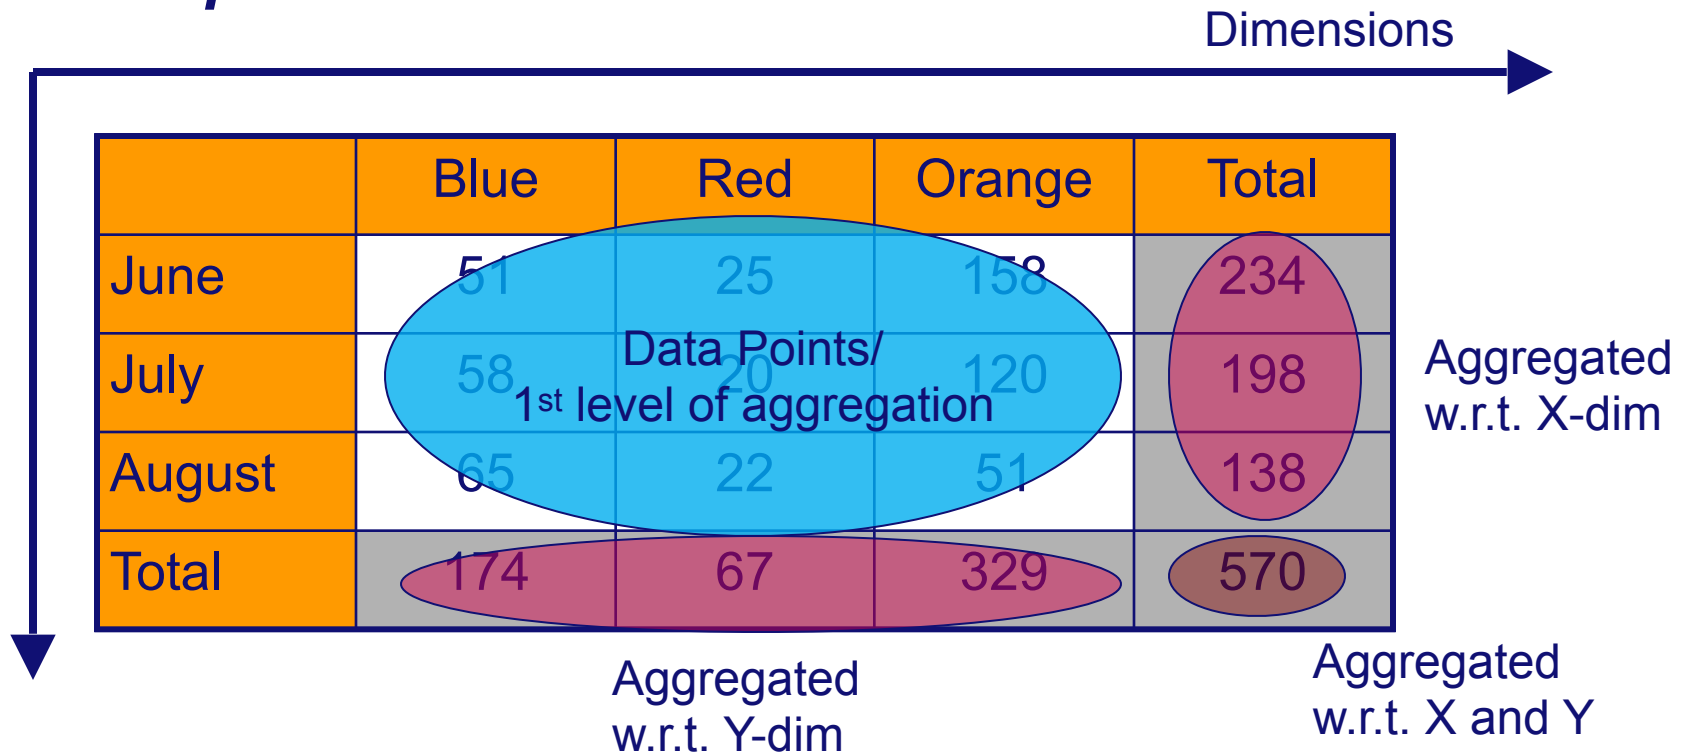 Dimensions
Blue Red Orange Total
June 51 25 158 234
July 58 20 120 198
August 65 22 51 138
Total 174 67 329 570
Data Points/
1st level of aggregation
Aggregated
w.r.t. X-dim
Aggregated
w.r.t. Y-dim
Aggregated
w.r.t. X and Y